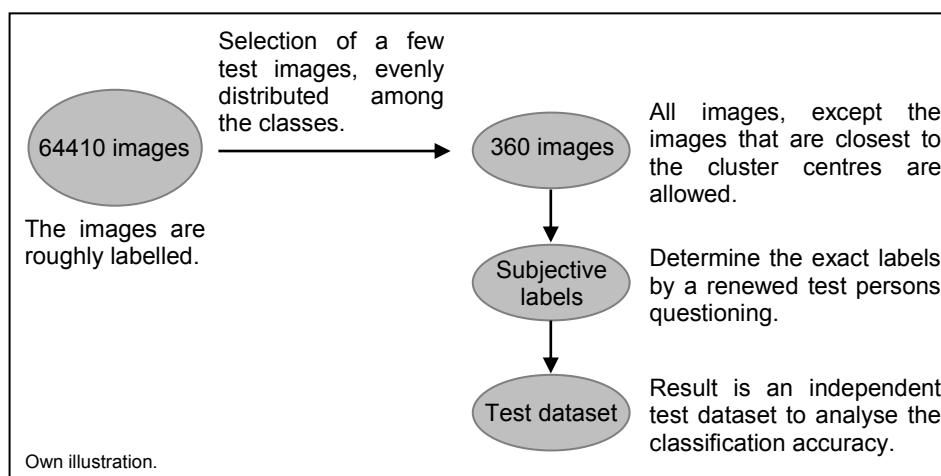 Selection of a few
test images, evenly
distributed among
the classes.
64410 images
The images are
roughly labelled.
360 images
All images, except the
images that are closest to
the cluster centres are
allowed.
Subjective
labels
Determine the exact labels
by a renewed test persons
questioning.
Test dataset
Result is an independent
test dataset to analyse the
classification accuracy.
Own illustration.